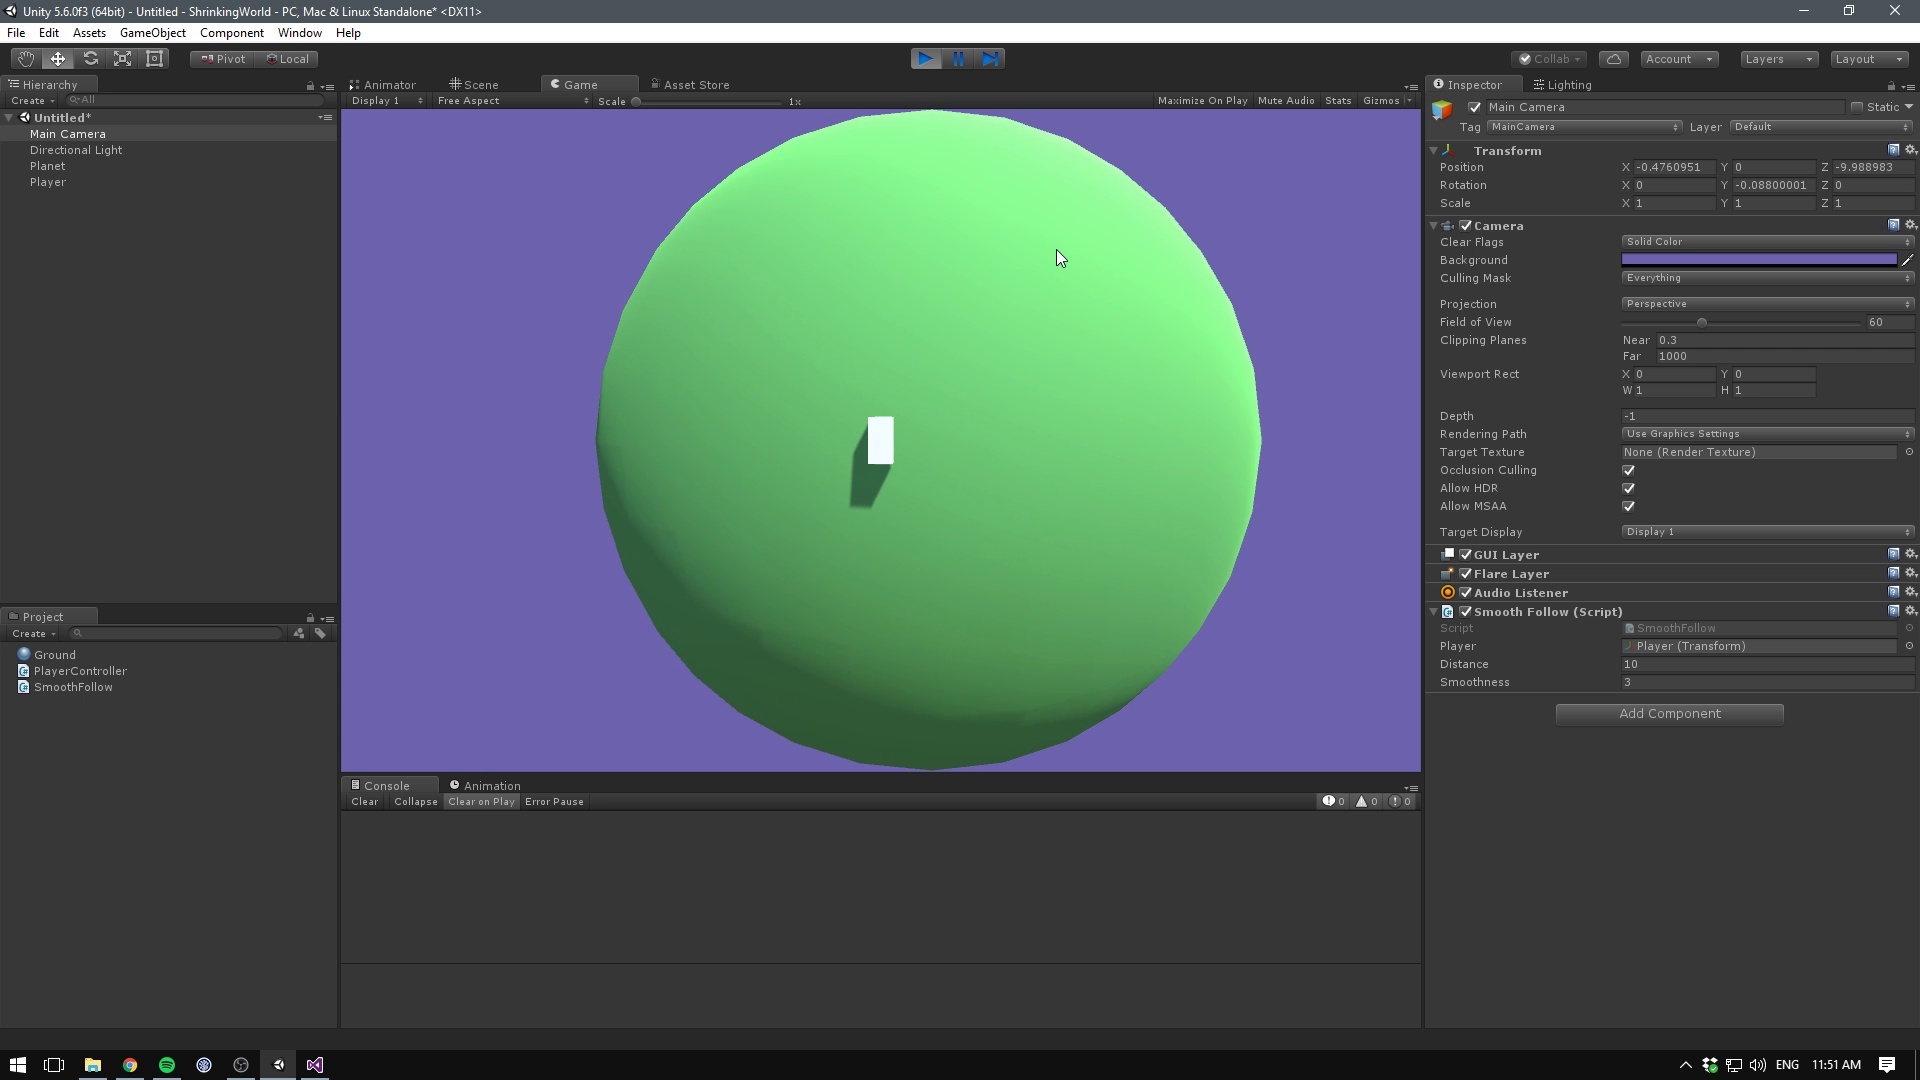 Unity 5.6.0f3 (64bit) - Untitled - ShrinkingWorld - PC, Mac & Linux Standalone* <DX11>
File Edit Assets GameObject Component Window Help
Pivot Local
Collab Account Layers Layout
Hierarchy
Create All
Untitled*
Main Camera
Directional Light
Planet
Player
Project
Create
Ground
PlayerController
SmoothFollow
Animator Scene Game Asset Store
Display 1 Free Aspect Scale 1x Maximize On Play Mute Audio Stats Gizmos
Console Animation
Clear Collapse Clear on Play Error Pause 0 0 0
Inspector Lighting
Main Camera Static
Tag MainCamera Layer Default
Transform
Position X -0.4760951 Y 0 Z -9.988983
Rotation X 0 Y -0.08800001 Z 0
Scale X 1 Y 1 Z 1
Camera
Clear Flags Solid Color
Background
Culling Mask Everything
Projection Perspective
Field of View 60
Clipping Planes Near 0.3
Far 1000
Viewport Rect X 0 Y 0
W 1 H 1
Depth -1
Rendering Path Use Graphics Settings
Target Texture None (Render Texture)
Occlusion Culling
Allow HDR
Allow MSAA
Target Display Display 1
GUI Layer
Flare Layer
Audio Listener
Smooth Follow (Script)
Script SmoothFollow
Player Player (Transform)
Distance 10
Smoothness 3
Add Component
ENG 11:51 AM